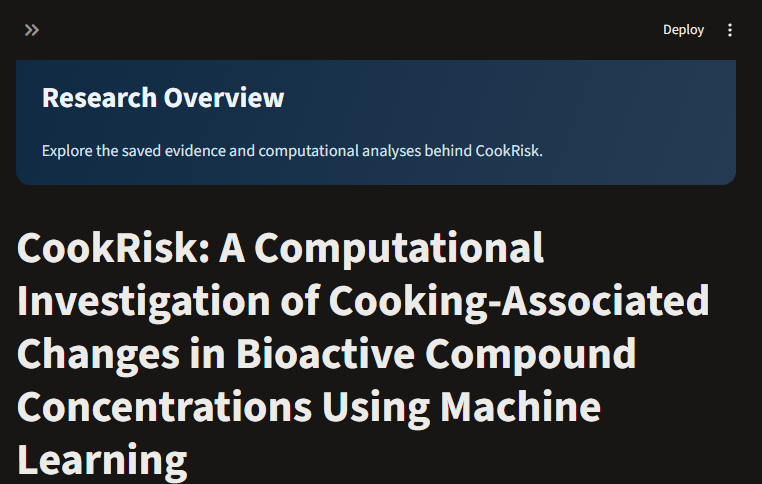 Deploy
Research Overview
Explore the saved evidence and computational analyses behind CookRisk.
CookRisk: A Computational
Investigation of Cooking-Associated
Changes in Bioactive Compound
Concentrations Using Machine
Learning